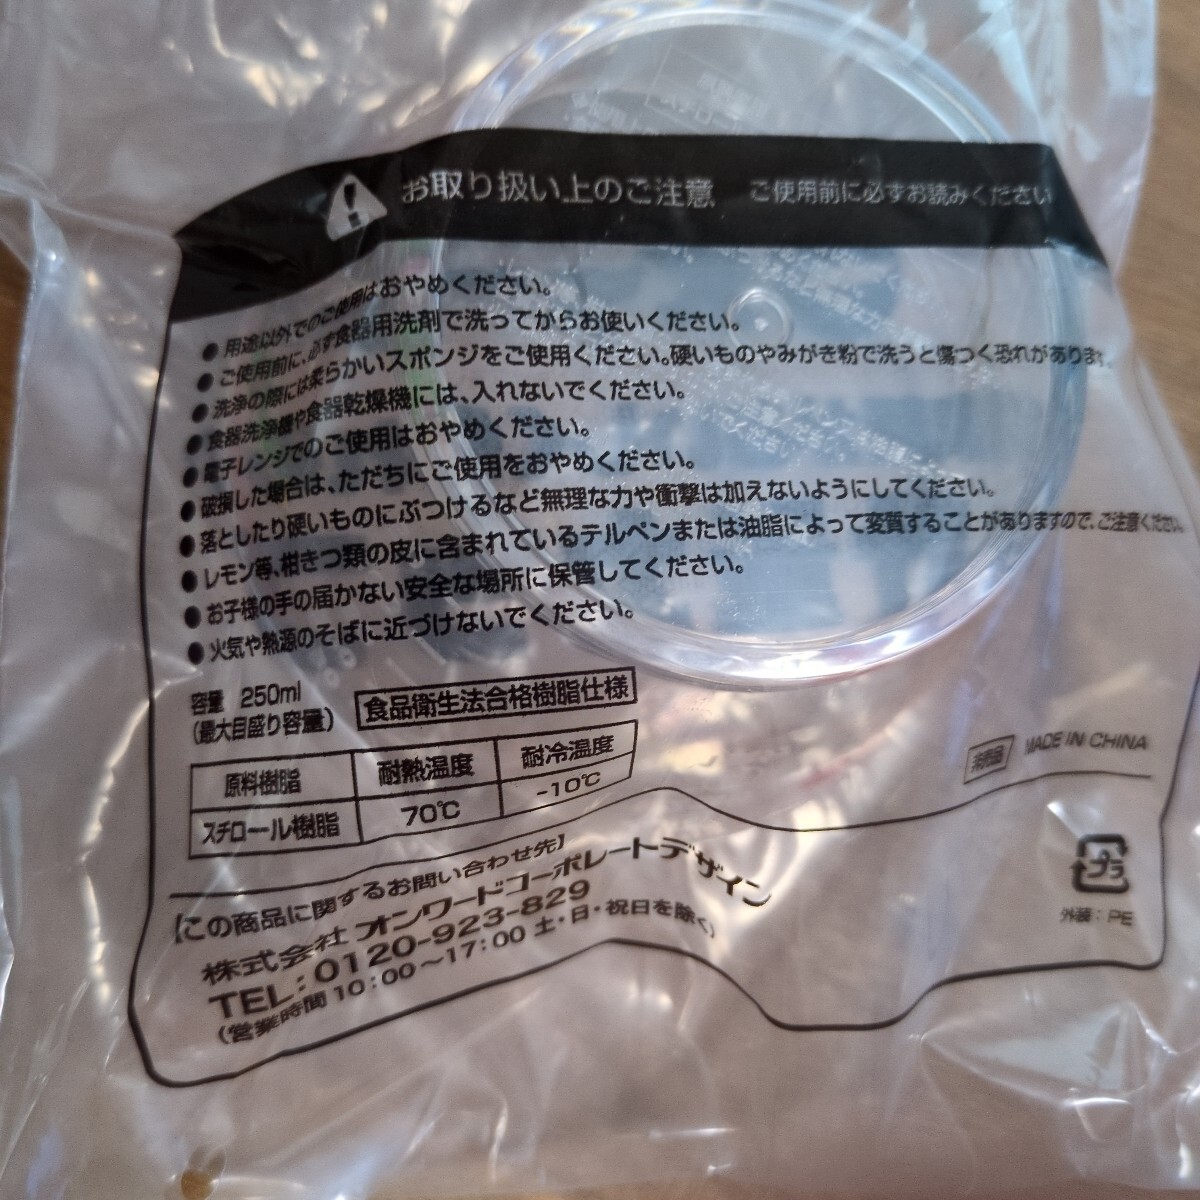 お取り扱い上のご注意 ご使用前に必ずお読みください
●用途以外でのご使用はおやめください。
●ご使用前に、必ず食器用洗剤で洗ってからお使いください。
●洗浄の際には柔らかいスポンジをご使用ください。硬いものやみがき粉で洗うと傷つく恐れがあります。
●食器洗浄機や食器乾燥機には、入れないでください。
●電子レンジでのご使用はおやめください。
●破損した場合は、ただちにご使用をおやめください。
●落としたり硬いものにぶつけるなど無理な力や衝撃は加えないようにしてください。
●レモン等、柑きつ類の皮に含まれているテルペンまたは油脂によって変質することがありますので、ご注意ください。
●お子様の手の届かない安全な場所に保管してください。
●火気や熱源のそばに近づけないでください。
容量 250ml
(最大目盛り容量)
食品衛生法合格樹脂仕様
原料樹脂 耐熱温度 耐冷温度
スチロール樹脂 70℃ -10℃
MADE IN CHINA
プラ
外装：PE
【この商品に関するお問い合わせ先】
株式会社 オンワードコーポレートデザイン
TEL：0120-923-829
(営業時間 10：00〜17：00 土・日・祝日を除く)